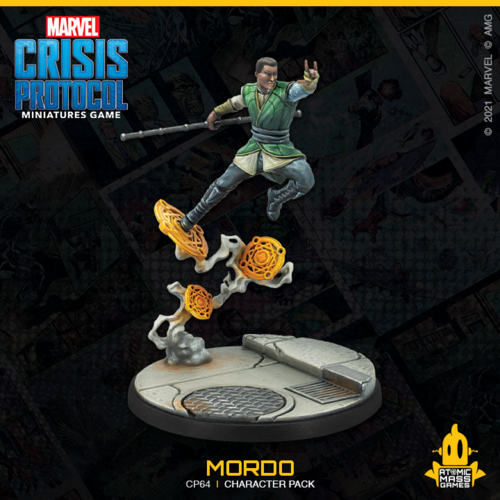 MARVEL
CRISIS
PROTOCOL
MINIATURES GAME
© 2021 MARVEL © AMG
MORDO
CP64 | CHARACTER PACK
ATOMIC
MASS
GAMES